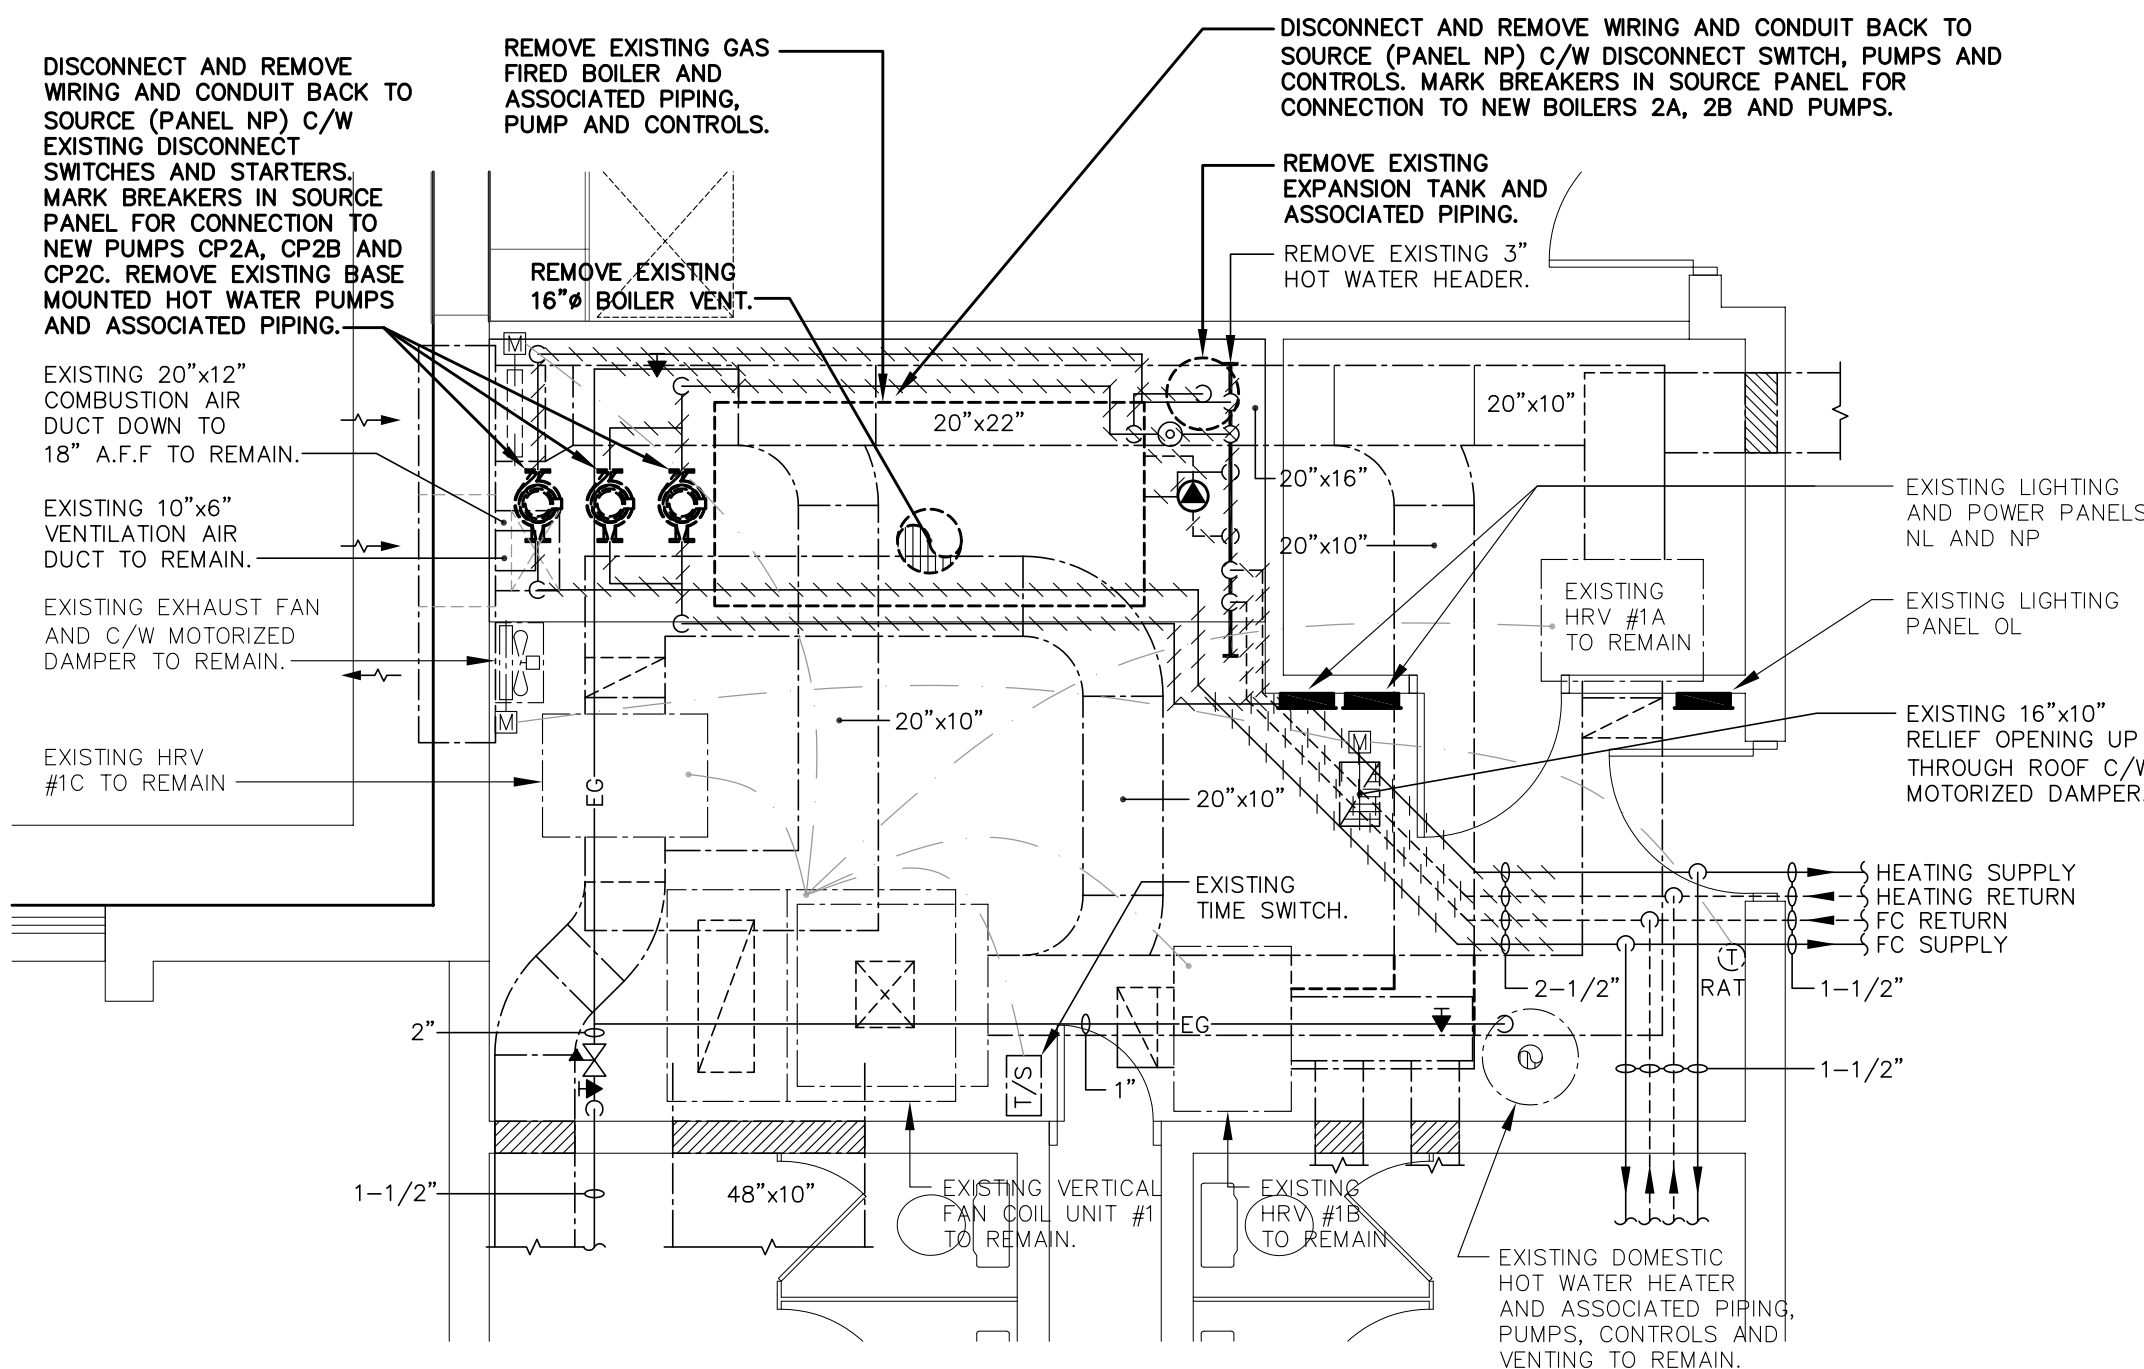 DISCONNECT AND REMOVE
WIRING AND CONDUIT BACK TO
SOURCE (PANEL NP) C/W
EXISTING DISCONNECT
SWITCHES AND STARTERS.
MARK BREAKERS IN SOURCE
PANEL FOR CONNECTION TO
NEW PUMPS CP2A, CP2B AND
CP2C. REMOVE EXISTING BASE
MOUNTED HOT WATER PUMPS
AND ASSOCIATED PIPING.
REMOVE EXISTING GAS
FIRED BOILER AND
ASSOCIATED PIPING,
PUMP AND CONTROLS.
DISCONNECT AND REMOVE WIRING AND CONDUIT BACK TO
SOURCE (PANEL NP) C/W DISCONNECT SWITCH, PUMPS AND
CONTROLS. MARK BREAKERS IN SOURCE PANEL FOR
CONNECTION TO NEW BOILERS 2A, 2B AND PUMPS.
REMOVE EXISTING
EXPANSION TANK AND
ASSOCIATED PIPING.
REMOVE EXISTING 3"
HOT WATER HEADER.
REMOVE EXISTING
16"ø BOILER VENT.
EXISTING 20"x12"
COMBUSTION AIR
DUCT DOWN TO
18" A.F.F TO REMAIN.
EXISTING 10"x6"
VENTILATION AIR
DUCT TO REMAIN.
EXISTING EXHAUST FAN
AND C/W MOTORIZED
DAMPER TO REMAIN.
EXISTING HRV
#1C TO REMAIN
M
M
M
20"x22"
20"x10"
20"x16"
20"x10"
EXISTING LIGHTING
AND POWER PANELS
NL AND NP
EXISTING
HRV #1A
TO REMAIN
EXISTING LIGHTING
PANEL OL
EXISTING 16"x10"
RELIEF OPENING UP
THROUGH ROOF C/W
MOTORIZED DAMPER.
20"x10"
20"x10"
EG
EXISTING
TIME SWITCH.
HEATING SUPPLY
HEATING RETURN
FC RETURN
FC SUPPLY
T
RAT
2-1/2"
1-1/2"
2"
EG
T/S
1"
1-1/2"
1-1/2"
48"x10"
EXISTING VERTICAL
FAN COIL UNIT #1
TO REMAIN.
EXISTING
HRV #1B
TO REMAIN
EXISTING DOMESTIC
HOT WATER HEATER
AND ASSOCIATED PIPING,
PUMPS, CONTROLS AND
VENTING TO REMAIN.